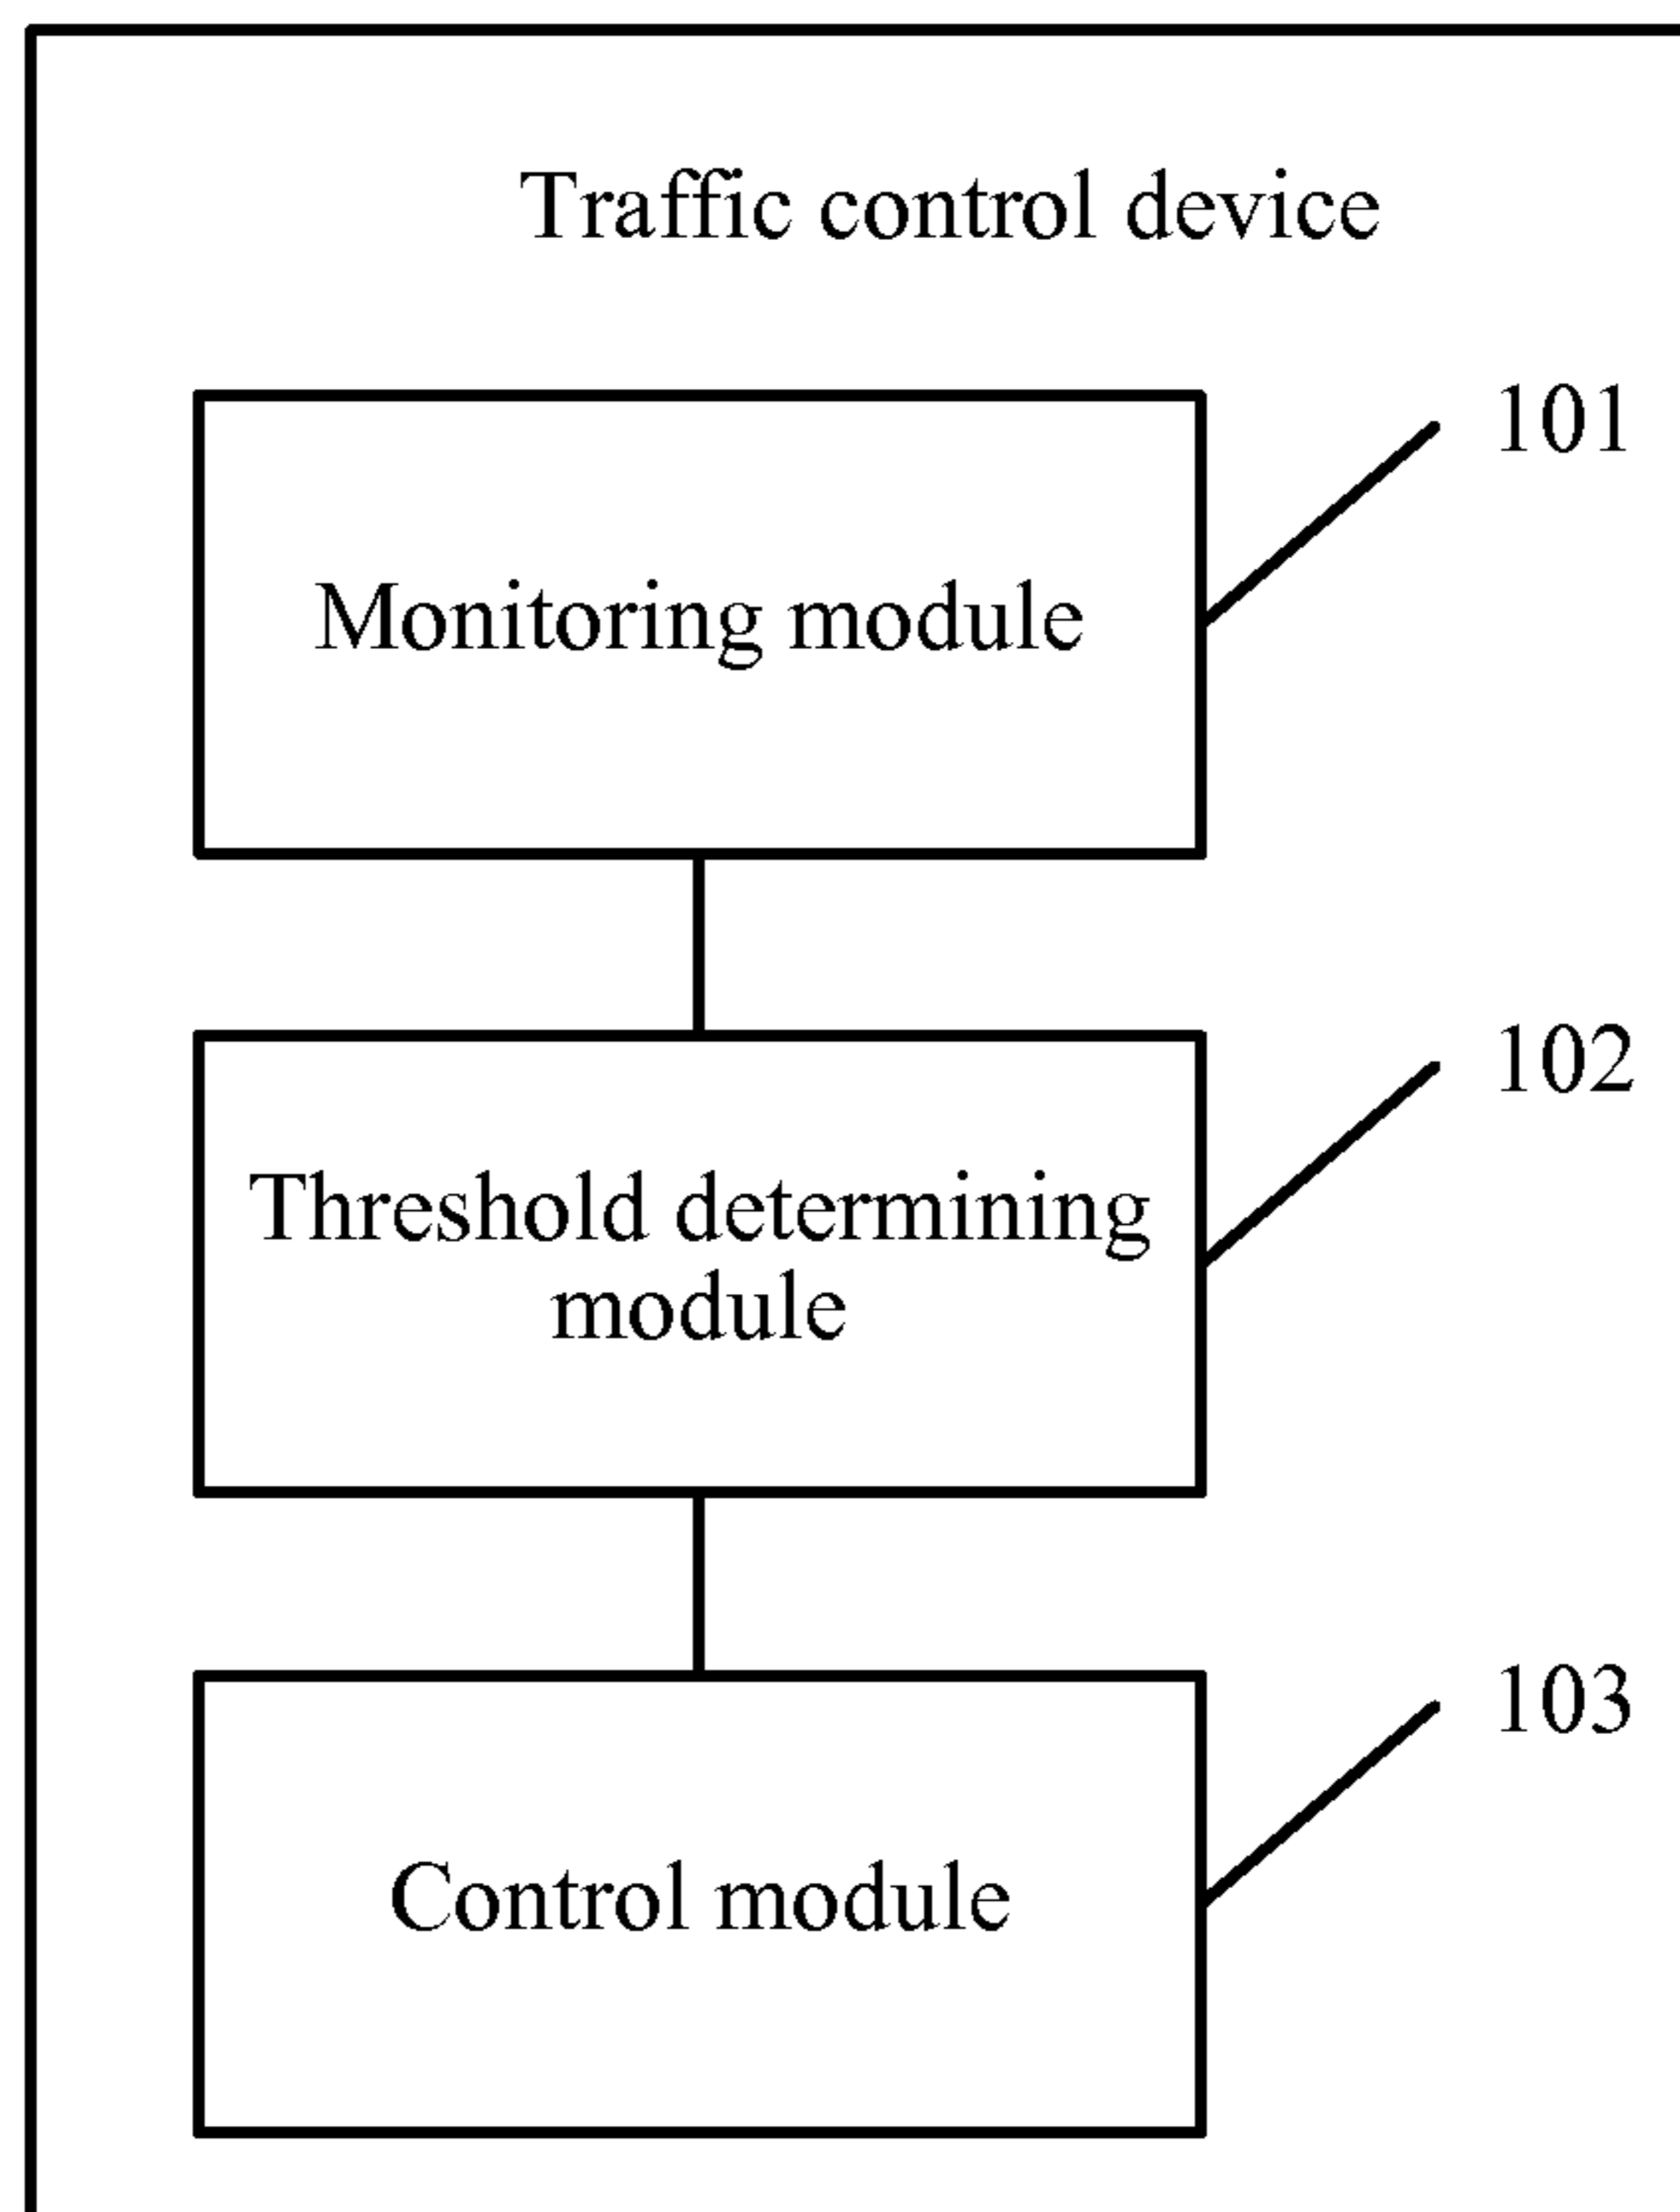 Traffic control device
101
Monitoring module
102
Threshold determining
module
103
Control module